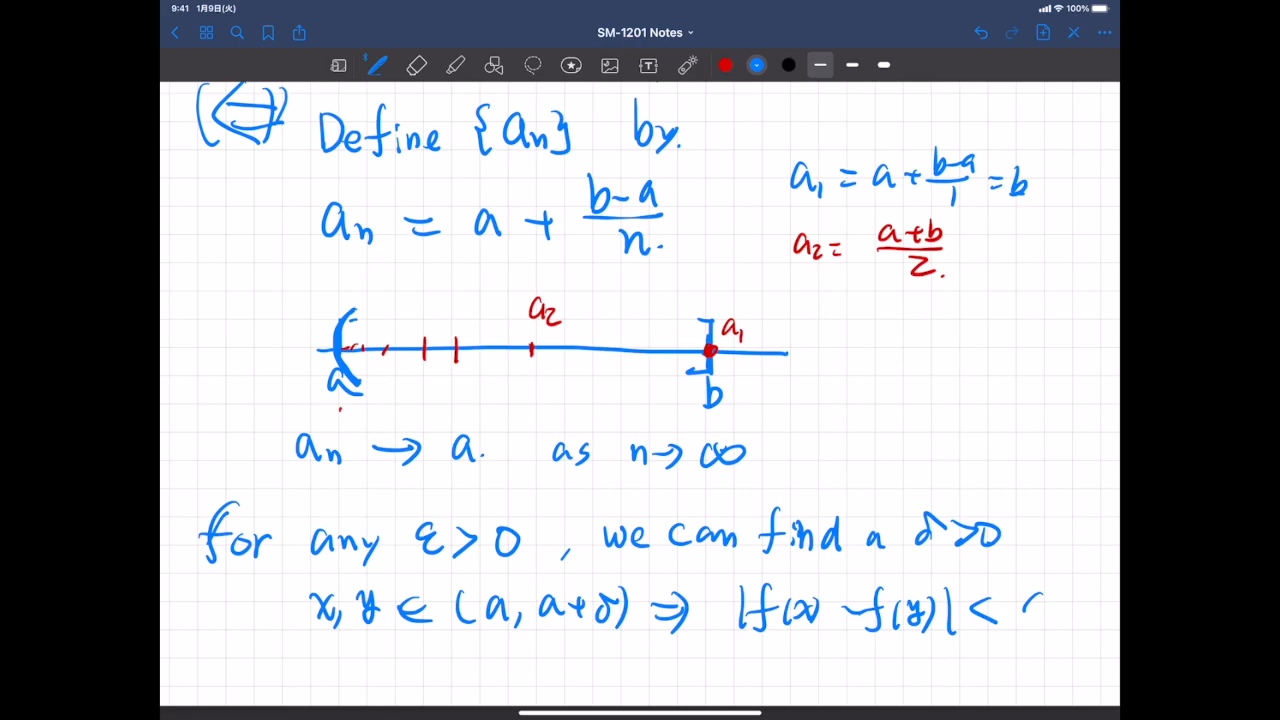 9:41 1月9日(火)
100%
SM-1201 Notes
(⇐) Define {an} by.
an = a + b-a/n.
a1 = a + b-a/1 = b
a2 = a+b/2.
a2
a1
a
b
an → a. as n→ ∞
for any ε > 0, we can find a δ>0
x, y ∈ (a, a+δ) ⇒ |f(x) - f(y)| <